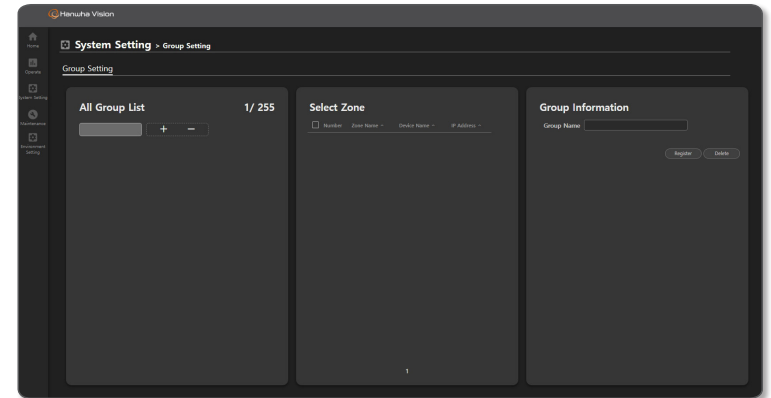 Hanwha Vision
Home
Operate
System Setting
Maintenance
Environment
Setting
System Setting > Group Setting
Group Setting
All Group List 1/ 255
+ −
Select Zone
Number Zone Name Device Name IP Address
1
Group Information
Group Name
Register Delete